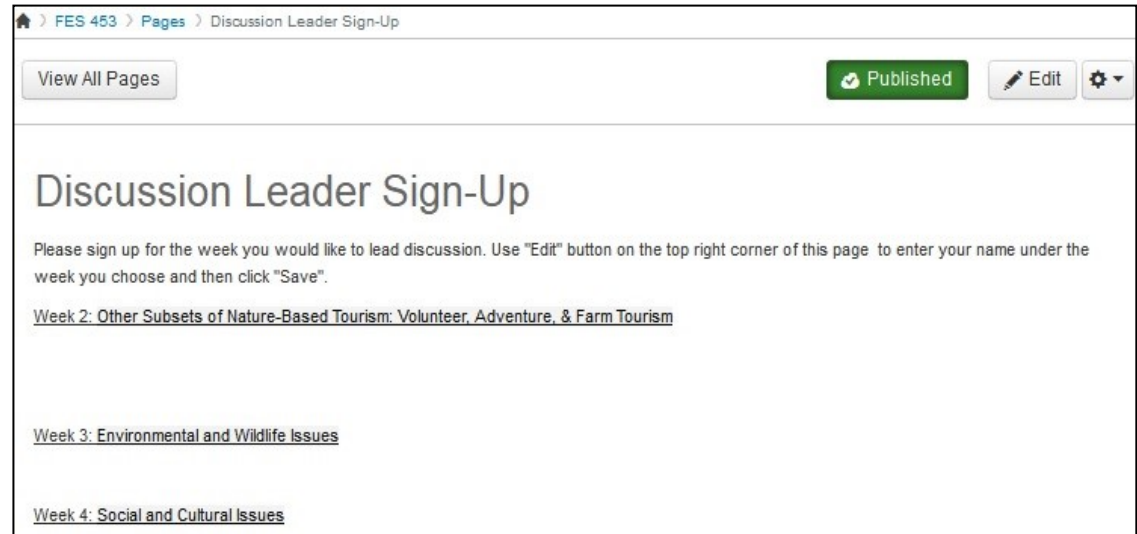 FES 453 > Pages > Discussion Leader Sign-Up
View All Pages
Published
Edit
Discussion Leader Sign-Up
Please sign up for the week you would like to lead discussion. Use "Edit" button on the top right corner of this page to enter your name under the
week you choose and then click "Save".
Week 2: Other Subsets of Nature-Based Tourism: Volunteer, Adventure, & Farm Tourism
Week 3: Environmental and Wildlife Issues
Week 4: Social and Cultural Issues